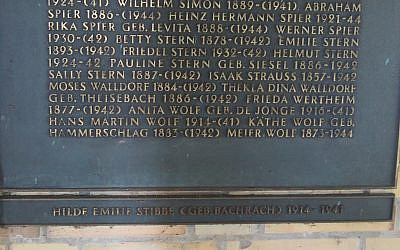 1924-(41) WILHELM SIMON 1889-(1941). ABRAHAM
SPIER 1886-(1944) HEINZ HERMANN SPIER 1921-44
RIKA SPIER GEB. LEVITA 1888-(1944) WERNER SPIER
1930-(42) BETTY STERN 1878-(1942) EMILIE STERN
1893-(1942) FRIEDEL STERN 1932-(42) HELMUT STERN
1924-42 PAULINE STERN GEB. SIESEL 1886-1942
SALLY STERN 1887-(1942) ISAAK STRAUSS 1857-1942
MOSES WALLDORF 1884-(1942) THEKLA DINA WALLDORF
GEB. THEISEBACH 1886-(1942) FRIEDA WERTHEIM
1877-(1942) ANITA WOLF GEB. DE JONGE 1916-(41)
HANS MARTIN WOLF 1914-(41) KÄTHE WOLF GEB.
HAMMERSCHLAG 1883-(1942) MEIER WOLF 1873-1944
HILDE EMILIE STIBBE (GEB.BACHRACH) 1914-1941